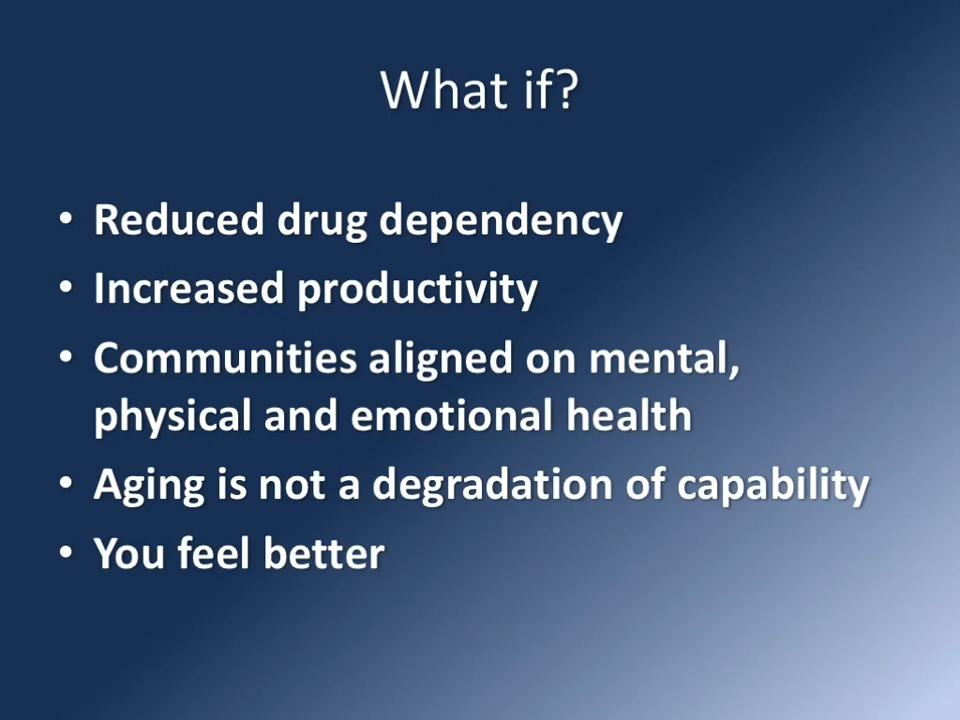 What if?
• Reduced drug dependency
• Increased productivity
• Communities aligned on mental,
physical and emotional health
• Aging is not a degradation of capability
• You feel better